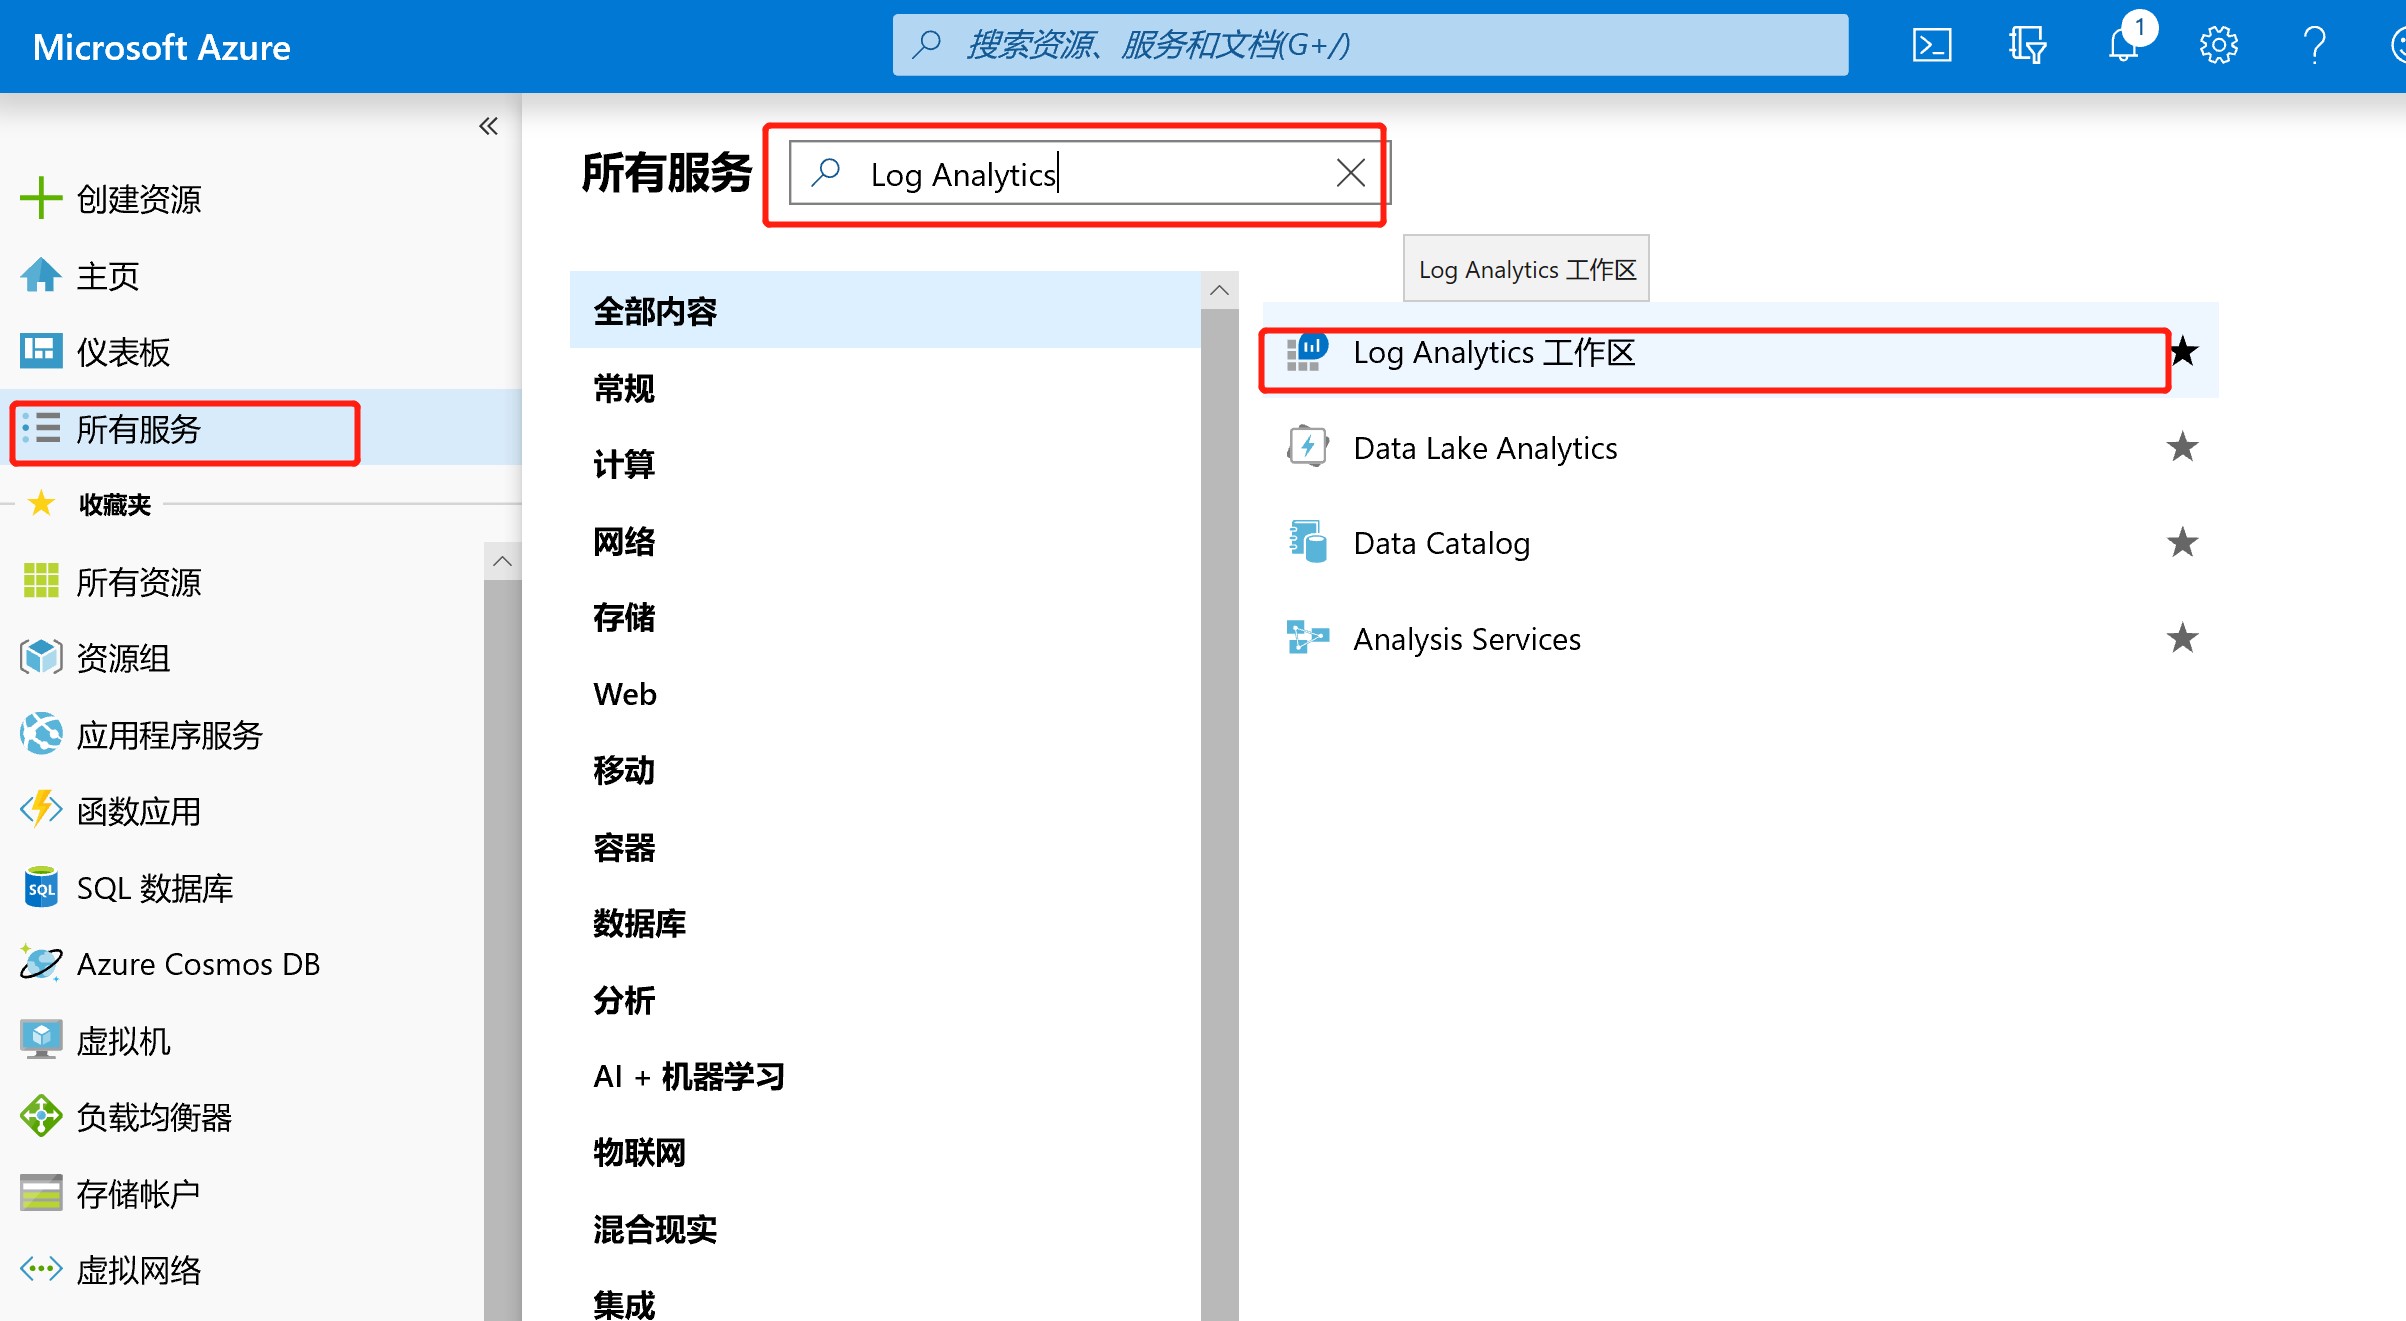 Microsoft Azure
搜索资源、服务和文档(G+/)
1
创建资源
主页
仪表板
所有服务
收藏夹
所有资源
资源组
应用程序服务
函数应用
SQL
SQL 数据库
Azure Cosmos DB
虚拟机
负载均衡器
存储帐户
虚拟网络
所有服务
Log Analytics
全部内容
常规
计算
网络
存储
Web
移动
容器
数据库
分析
AI + 机器学习
物联网
混合现实
集成
Log Analytics 工作区
Log Analytics 工作区
Data Lake Analytics
Data Catalog
Analysis Services